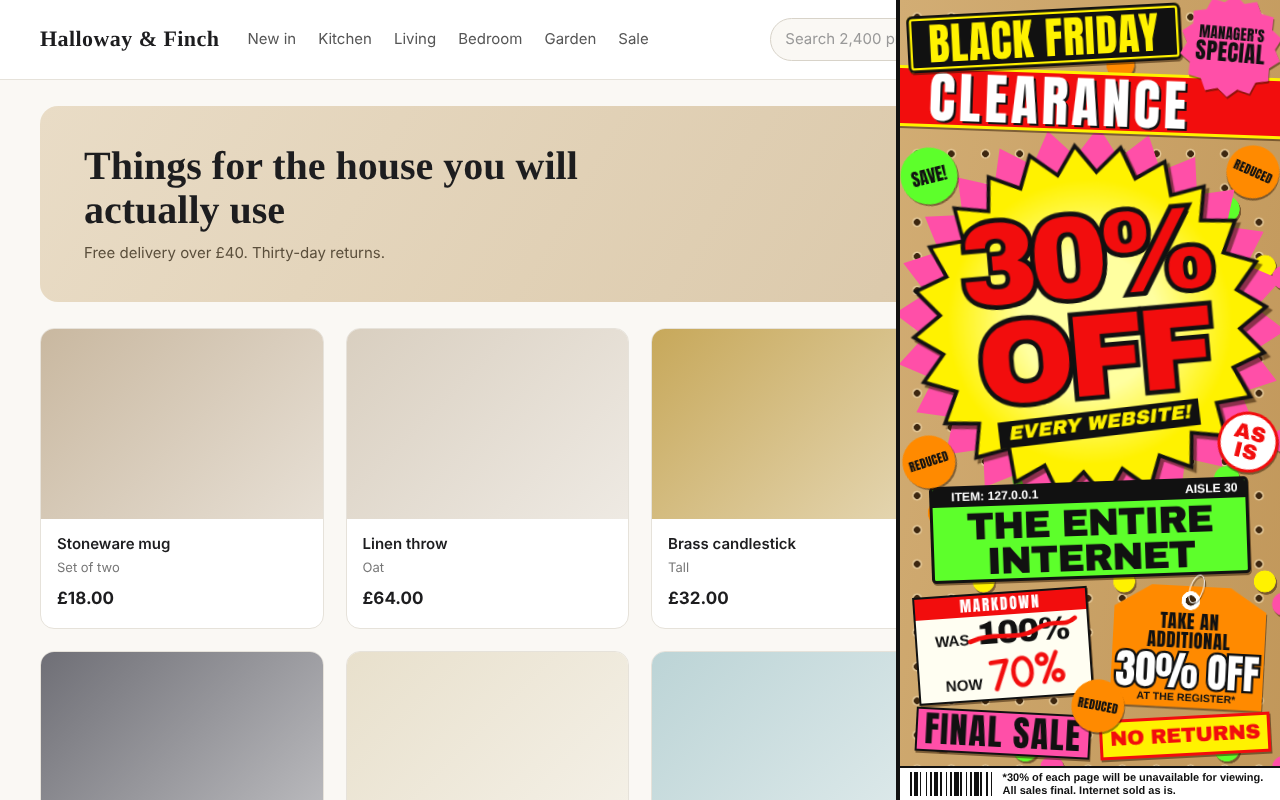 Halloway & Finch
New in
Kitchen
Living
Bedroom
Garden
Sale
Search 2,400 p
Things for the house you will
actually use
Free delivery over £40. Thirty-day returns.
Stoneware mug
Set of two
£18.00
Linen throw
Oat
£64.00
Brass candlestick
Tall
£32.00
BLACK FRIDAY
MANAGER'S
SPECIAL
CLEARANCE
SAVE!
REDUCED
30%
OFF
EVERY WEBSITE!
AS
IS
REDUCED
ITEM: 127.0.0.1
AISLE 30
THE ENTIRE
INTERNET
MARKDOWN
WAS 100%
NOW 70%
TAKE AN
ADDITIONAL
30% OFF
AT THE REGISTER*
REDUCED
FINAL SALE
NO RETURNS
*30% of each page will be unavailable for viewing.
All sales final. Internet sold as is.